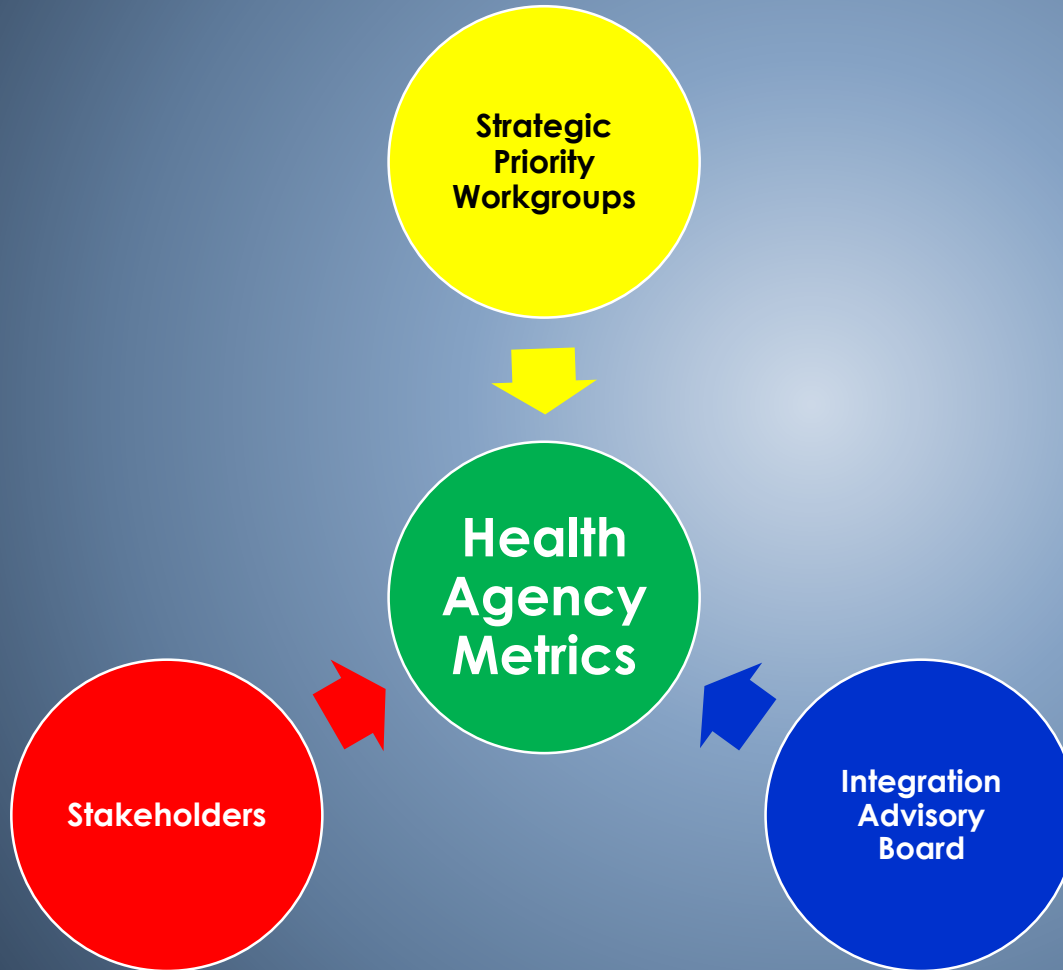 Strategic
Priority
Workgroups
Health
Agency
Metrics
Stakeholders
Integration
Advisory
Board